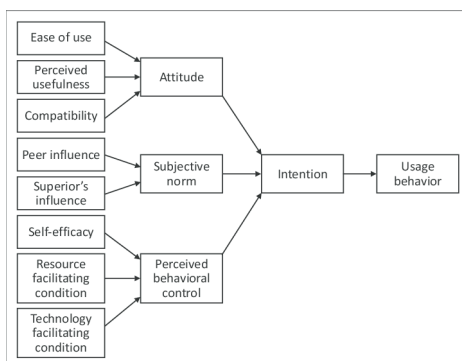 Ease of use
Perceived
usefulness
Compatibility
Peer influence
Superior's
influence
Self-efficacy
Resource
facilitating
condition
Technology
facilitating
condition
Attitude
Subjective
norm
Perceived
behavioral
control
Intention
Usage
behavior